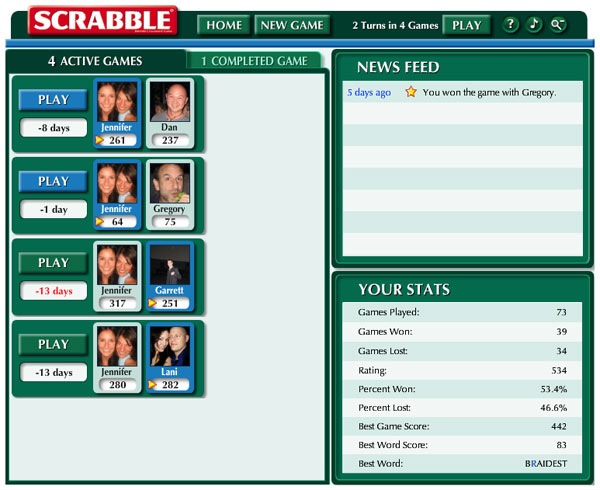 SCRABBLE
HOME
NEW GAME
2 Turns in 4 Games
PLAY
?
4 ACTIVE GAMES
1 COMPLETED GAME
PLAY
-8 days
Jennifer
261
Dan
237
PLAY
-1 day
Jennifer
64
Gregory
75
PLAY
-13 days
Jennifer
317
Garrett
251
PLAY
-13 days
Jennifer
280
Lani
282
NEWS FEED
5 days ago You won the game with Gregory.
YOUR STATS
Games Played: 73
Games Won: 39
Games Lost: 34
Rating: 534
Percent Won: 53.4%
Percent Lost: 46.6%
Best Game Score: 442
Best Word Score: 83
Best Word: BRAIDEST